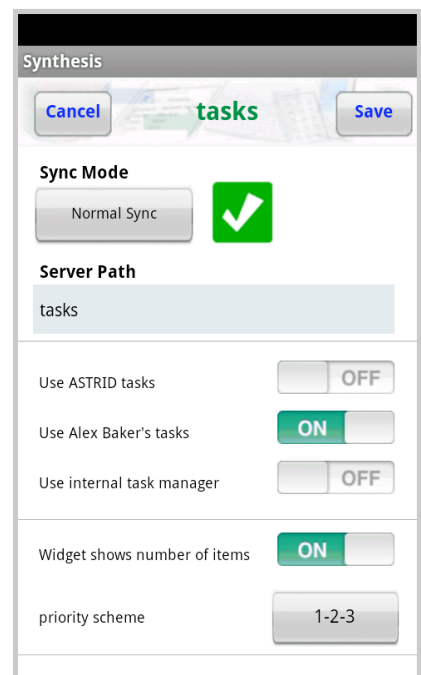 Synthesis
Cancel tasks Save
Sync Mode
Normal Sync
Server Path
tasks
Use ASTRID tasks OFF
Use Alex Baker's tasks ON
Use internal task manager OFF
Widget shows number of items ON
priority scheme 1-2-3